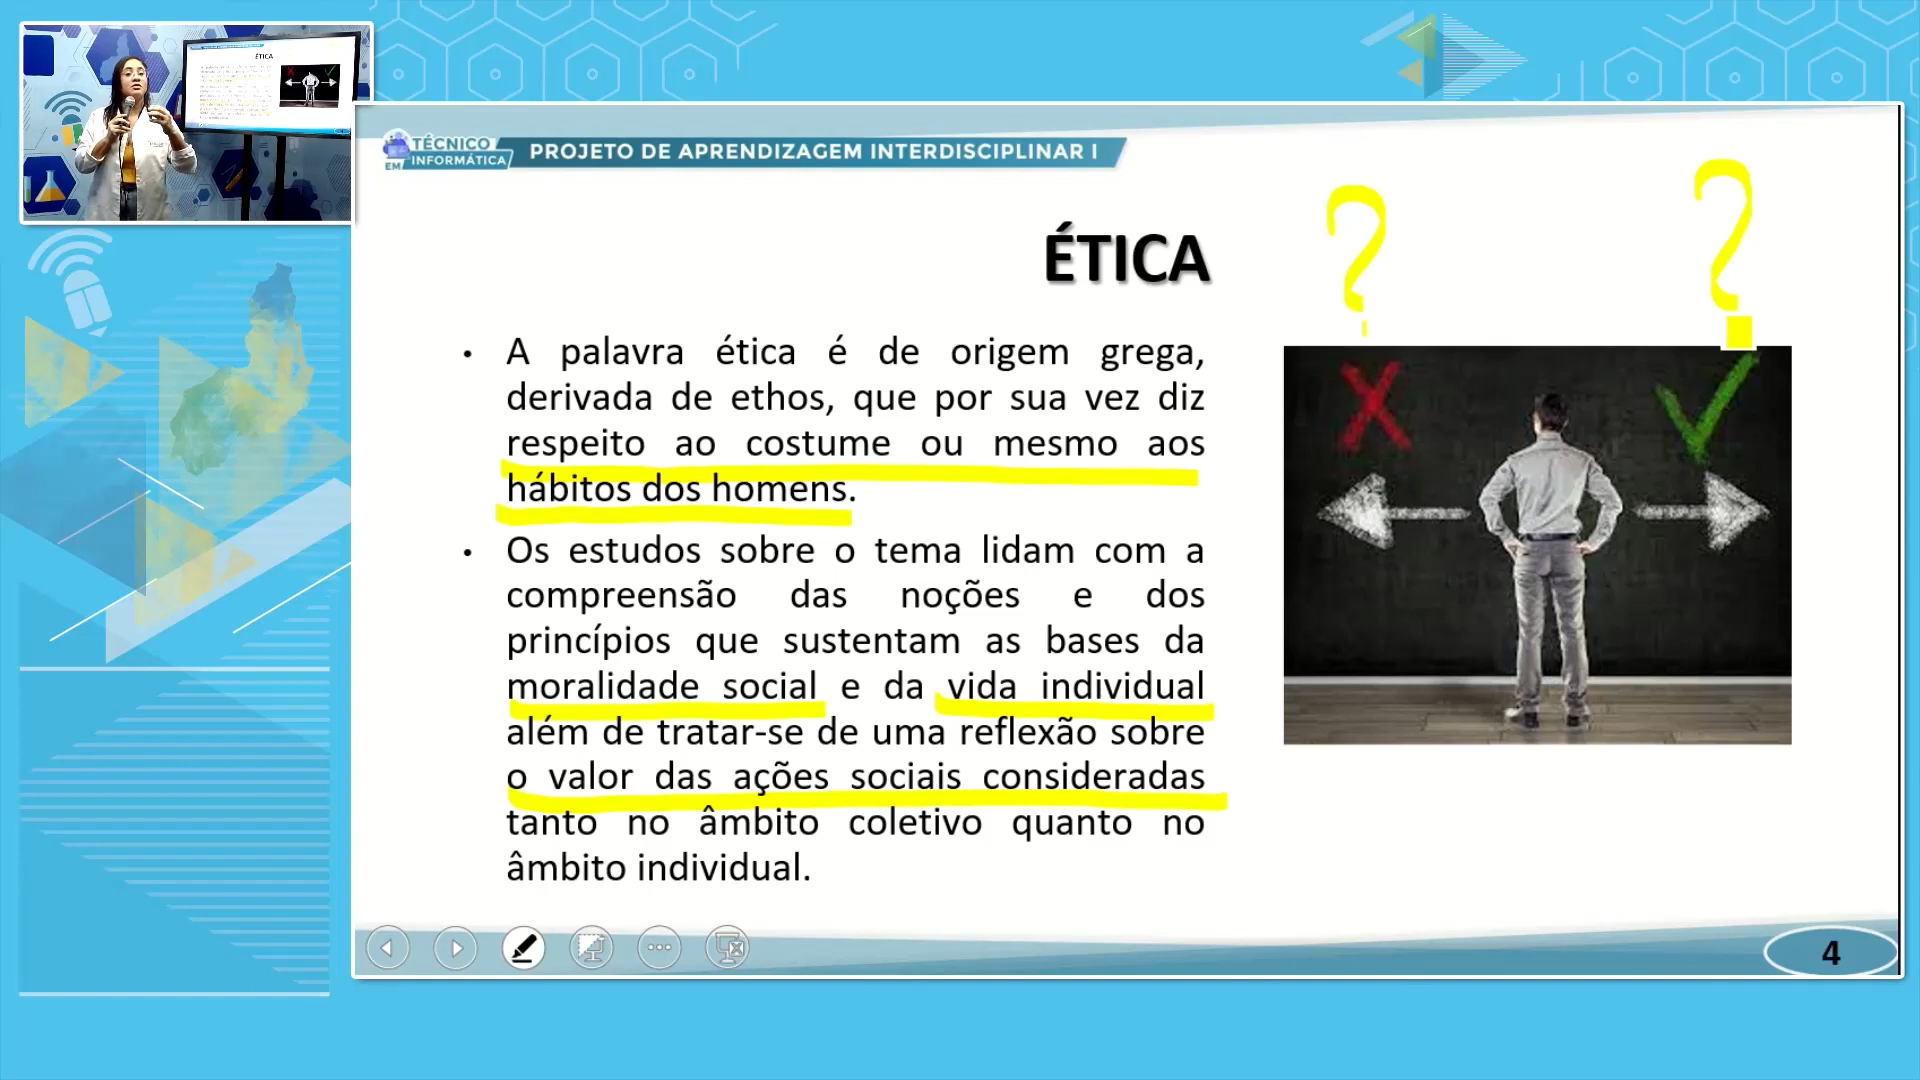 TÉCNICO
EM INFORMÁTICA
PROJETO DE APRENDIZAGEM INTERDISCIPLINAR I
ÉTICA
? ?
• A palavra ética é de origem grega,
derivada de ethos, que por sua vez diz
respeito ao costume ou mesmo aos
hábitos dos homens.
• Os estudos sobre o tema lidam com a
compreensão das noções e dos
princípios que sustentam as bases da
moralidade social e da vida individual
além de tratar-se de uma reflexão sobre
o valor das ações sociais consideradas
tanto no âmbito coletivo quanto no
âmbito individual.
4
ÉTICA